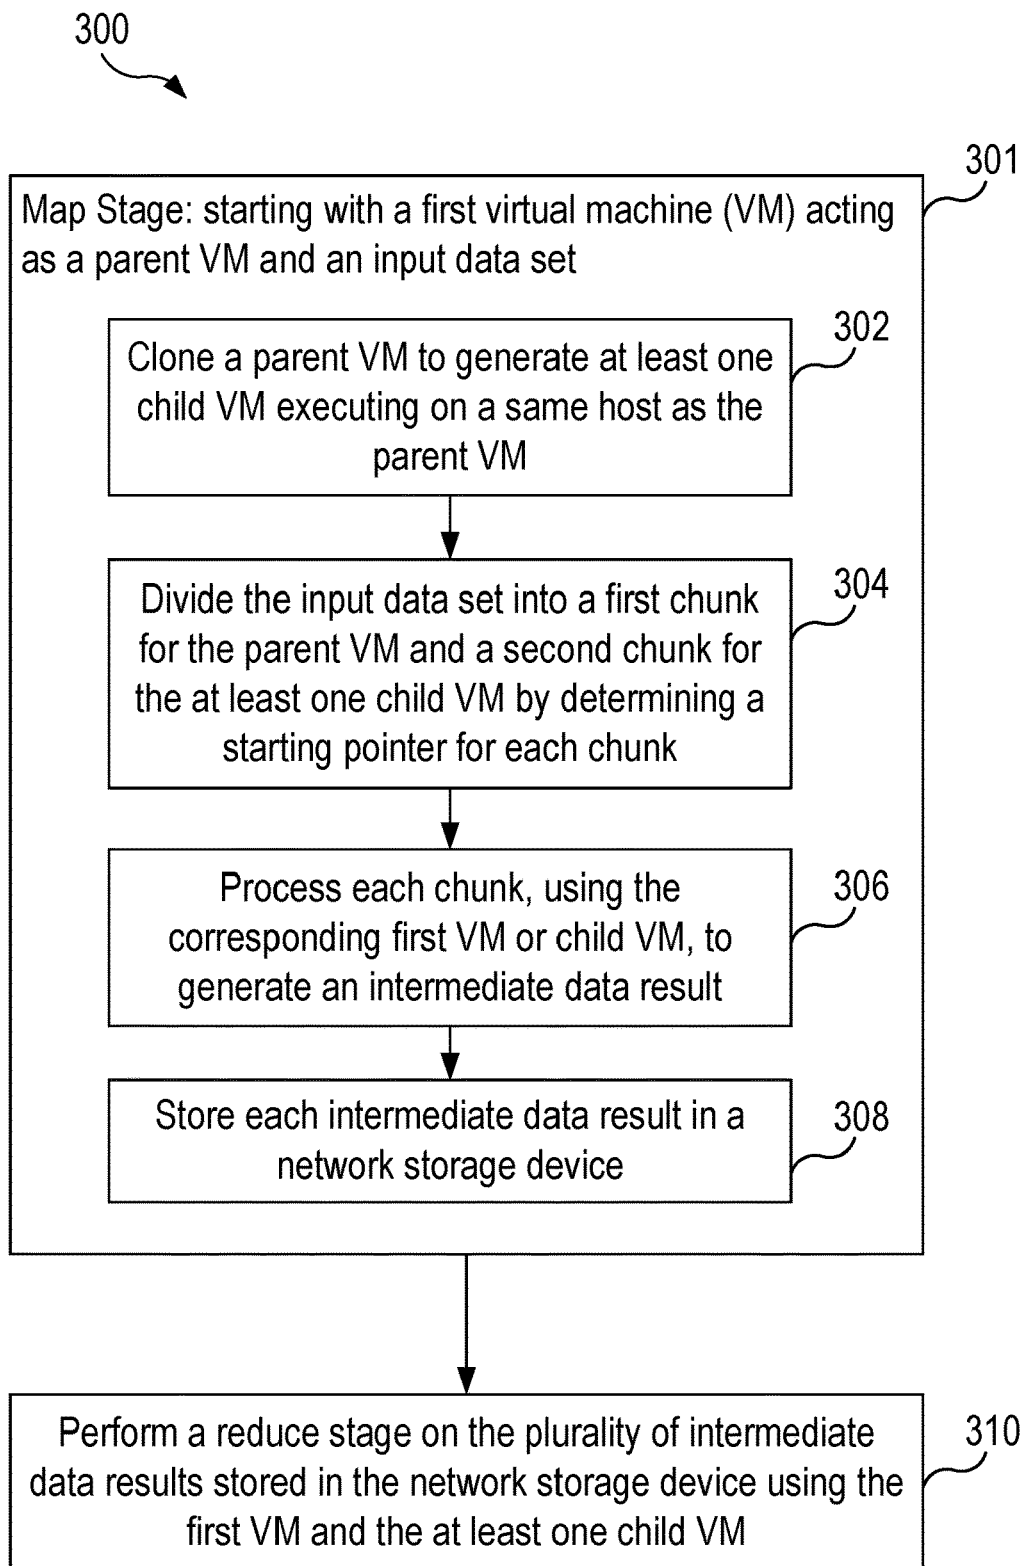 300
301
Map Stage: starting with a first virtual machine (VM) acting
as a parent VM and an input data set
302
Clone a parent VM to generate at least one
child VM executing on a same host as the
parent VM
304
Divide the input data set into a first chunk
for the parent VM and a second chunk for
the at least one child VM by determining a
starting pointer for each chunk
306
Process each chunk, using the
corresponding first VM or child VM, to
generate an intermediate data result
308
Store each intermediate data result in a
network storage device
310
Perform a reduce stage on the plurality of intermediate
data results stored in the network storage device using the
first VM and the at least one child VM